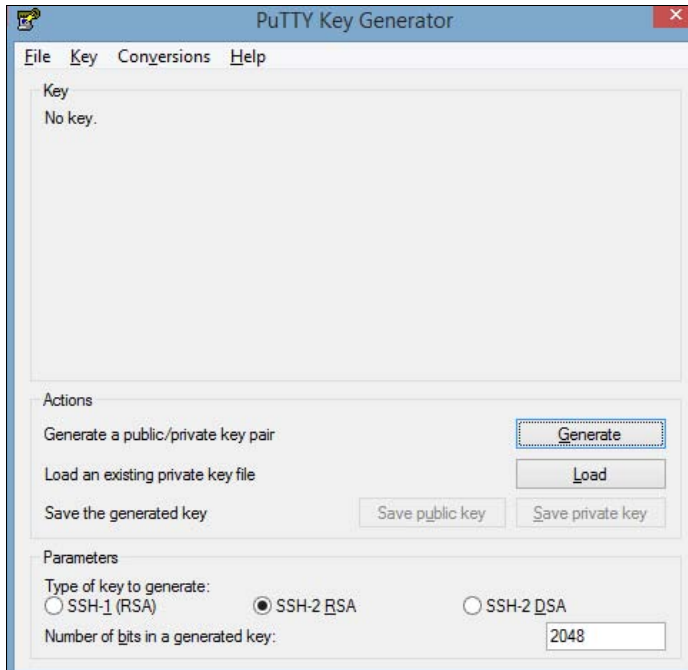 PuTTY Key Generator
File Key Conversions Help
Key
No key.
Actions
Generate a public/private key pair Generate
Load an existing private key file Load
Save the generated key Save public key Save private key
Parameters
Type of key to generate:
SSH-1 (RSA) SSH-2 RSA SSH-2 DSA
Number of bits in a generated key: 2048